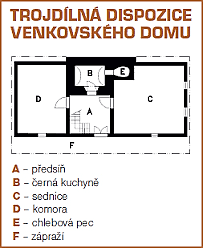 TROJDÍLNÁ DISPOZICE
VENKOVSKÉHO DOMU
B
E
D
A
C
F
A – předsíň
B – černá kuchyně
C – sednice
D – komora
E – chlebová pec
F – zápraží